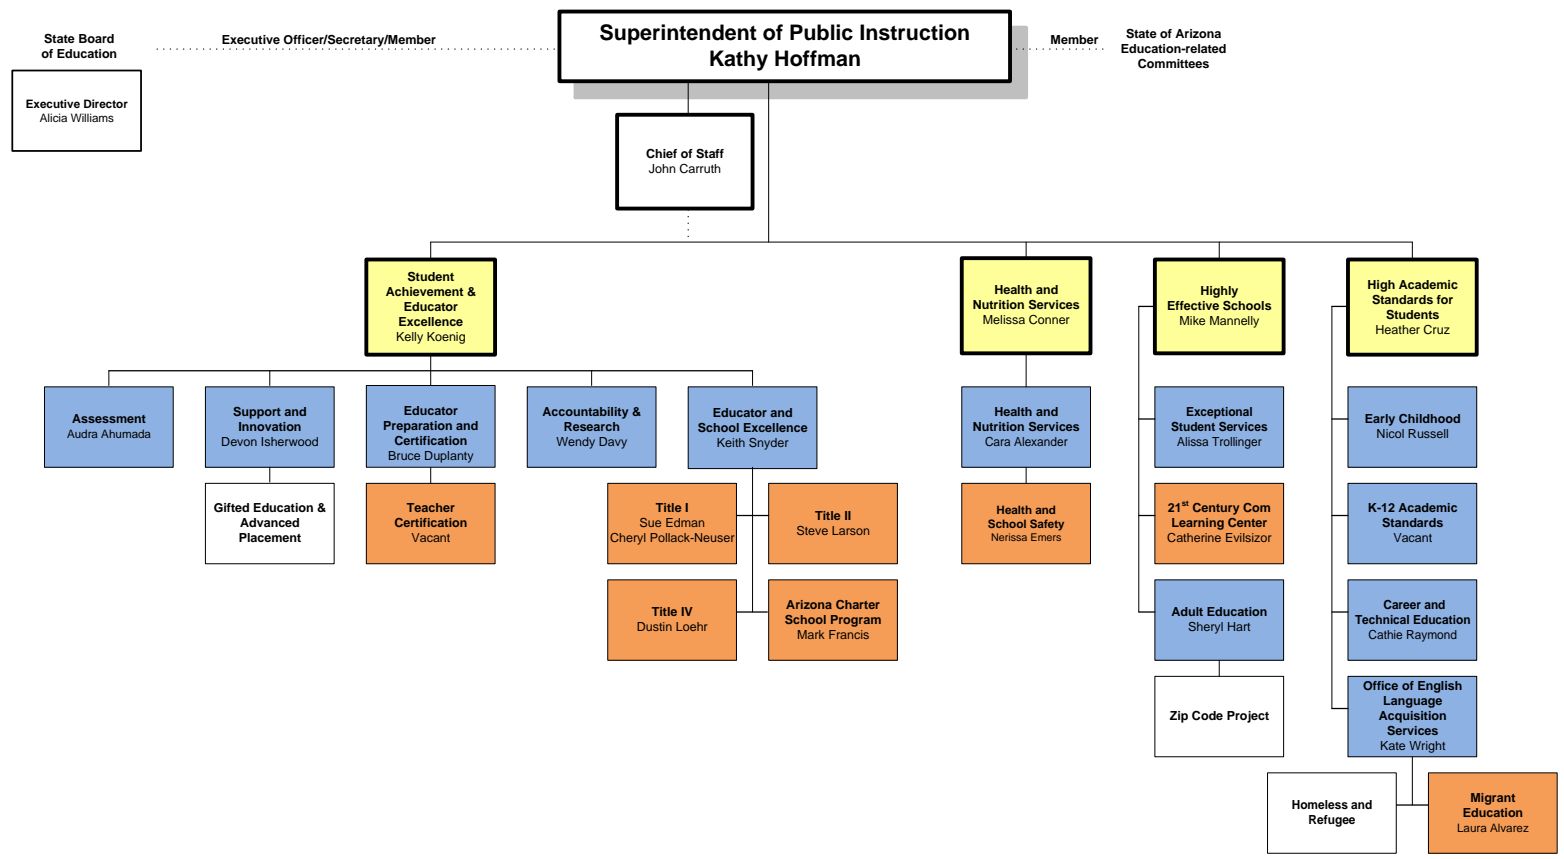 Superintendent of Public Instruction
Kathy Hoffman
State Board
of Education
Executive Officer/Secretary/Member
Member
State of Arizona
Education-related
Committees
Executive Director
Alicia Williams
Chief of Staff
John Carruth
Student
Achievement &
Educator
Excellence
Kelly Koenig
Health and
Nutrition Services
Melissa Conner
Highly
Effective Schools
Mike Mannelly
High Academic
Standards for
Students
Heather Cruz
Assessment
Audra Ahumada
Support and
Innovation
Devon Isherwood
Educator
Preparation and
Certification
Bruce Duplanty
Accountability &
Research
Wendy Davy
Educator and
School Excellence
Keith Snyder
Health and
Nutrition Services
Cara Alexander
Exceptional
Student Services
Alissa Trollinger
Early Childhood
Nicol Russell
Gifted Education &
Advanced
Placement
Teacher
Certification
Vacant
Title I
Sue Edman
Cheryl Pollack-Neuser
Title II
Steve Larson
Health and
School Safety
Nerissa Emers
21st Century Com
Learning Center
Catherine Evilsizor
K-12 Academic
Standards
Vacant
Title IV
Dustin Loehr
Arizona Charter
School Program
Mark Francis
Adult Education
Sheryl Hart
Career and
Technical Education
Cathie Raymond
Zip Code Project
Office of English
Language
Acquisition
Services
Kate Wright
Homeless and
Refugee
Migrant
Education
Laura Alvarez